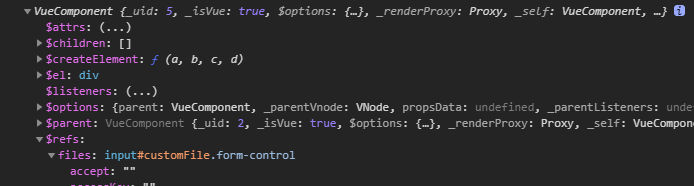 ▼VueComponent {_uid: 5, _isVue: true, $options: {…}, _renderProxy: Proxy, _self: VueComponent, …} i
$attrs: (...)
▶$children: []
▶$createElement: ƒ (a, b, c, d)
▶$el: div
$listeners: (...)
▶$options: {parent: VueComponent, _parentVnode: VNode, propsData: undefined, _parentListeners: unde
▶$parent: VueComponent {_uid: 2, _isVue: true, $options: {…}, _renderProxy: Proxy, _self: VueCompon
▼$refs:
▼files: input#customFile.form-control
accept: ""
accessKey: ""